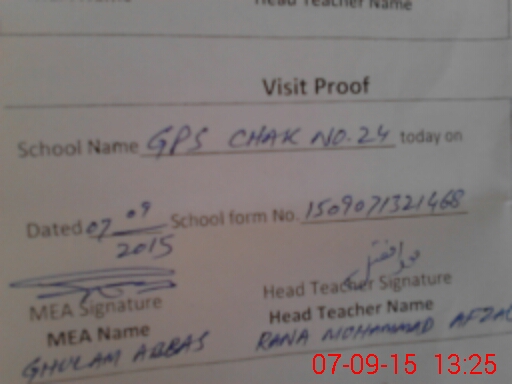 Head Teacher Name
Visit Proof
School Name GPS CHAK NO.24 today on
Dated 07 09 2015 School form No. 1509071321468
MEA Signature Head Teacher Signature
MEA Name Head Teacher Name
GHULAM ABBAS RANA MOHAMMAD AFZAL
07-09-15 13:25